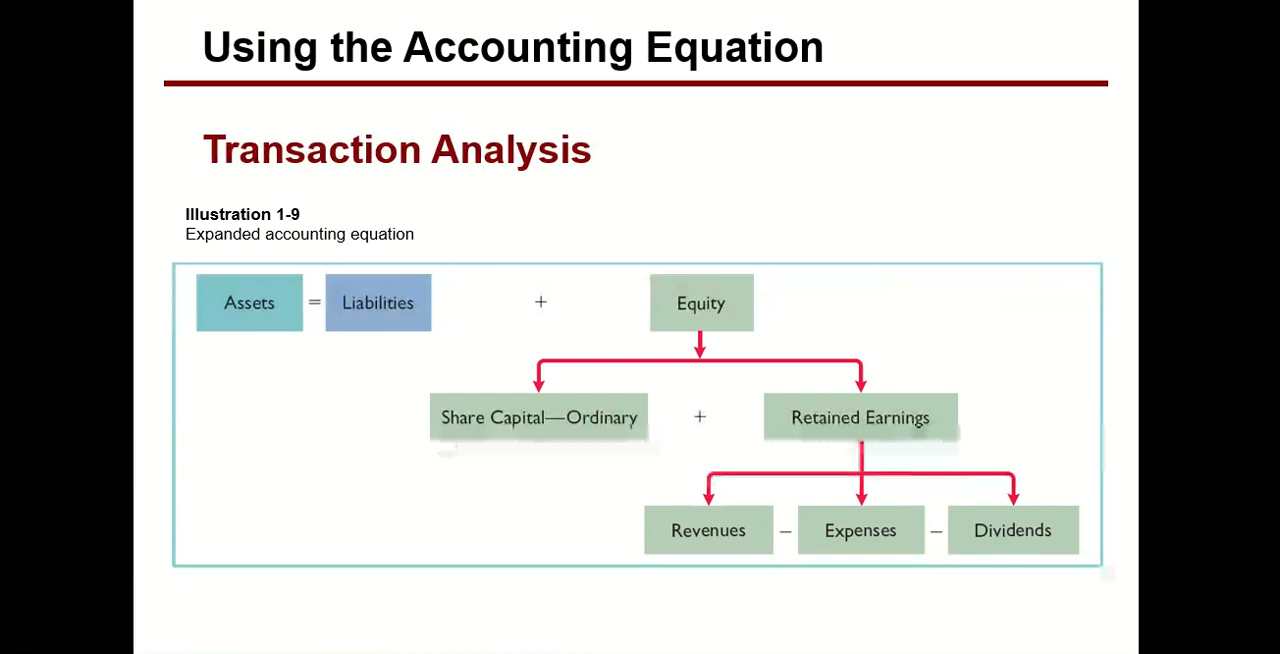 Using the Accounting Equation
Transaction Analysis
Illustration 1-9
Expanded accounting equation
Assets = Liabilities + Equity
Share Capital—Ordinary + Retained Earnings
Revenues – Expenses – Dividends